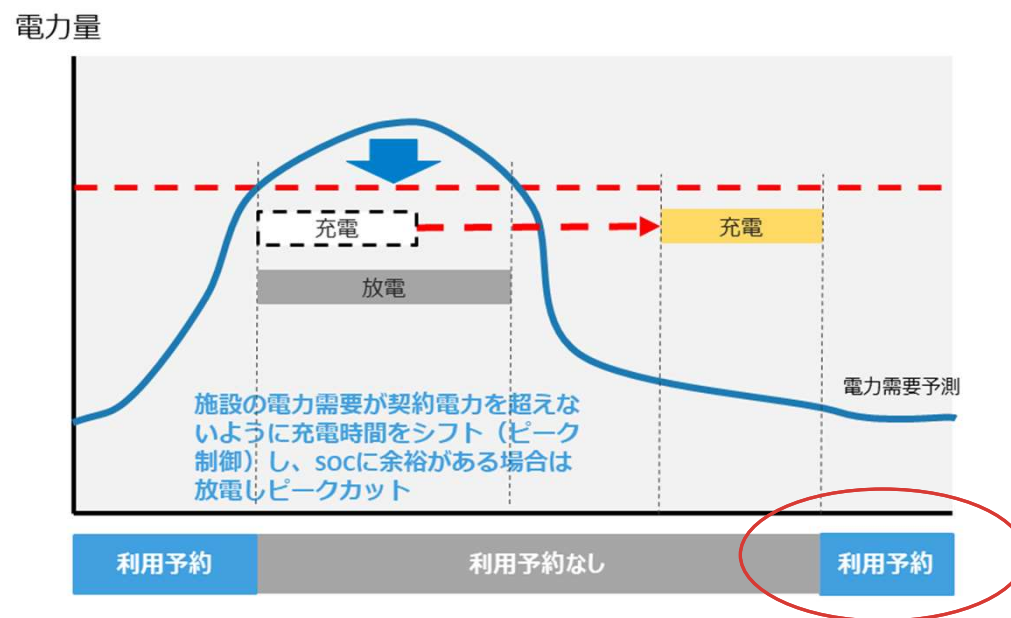 電力量
充電
充電
放電
電力需要予測
施設の電力需要が契約電力を超えな
いように充電時間をシフト（ピーク
制御）し、SOCに余裕がある場合は
放電しピークカット
利用予約
利用予約なし
利用予約